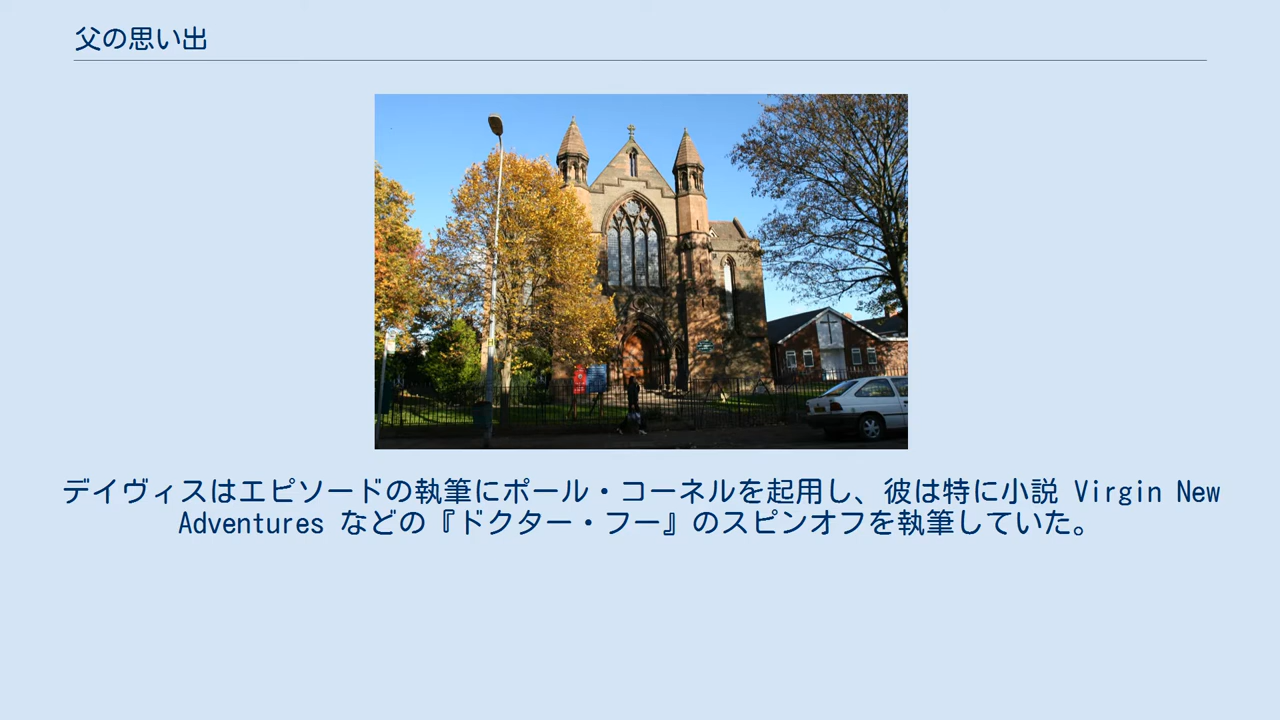 父の思い出
デイヴィスはエピソードの執筆にポール・コーネルを起用し、彼は特に小説 Virgin New
Adventures などの『ドクター・フー』のスピンオフを執筆していた。